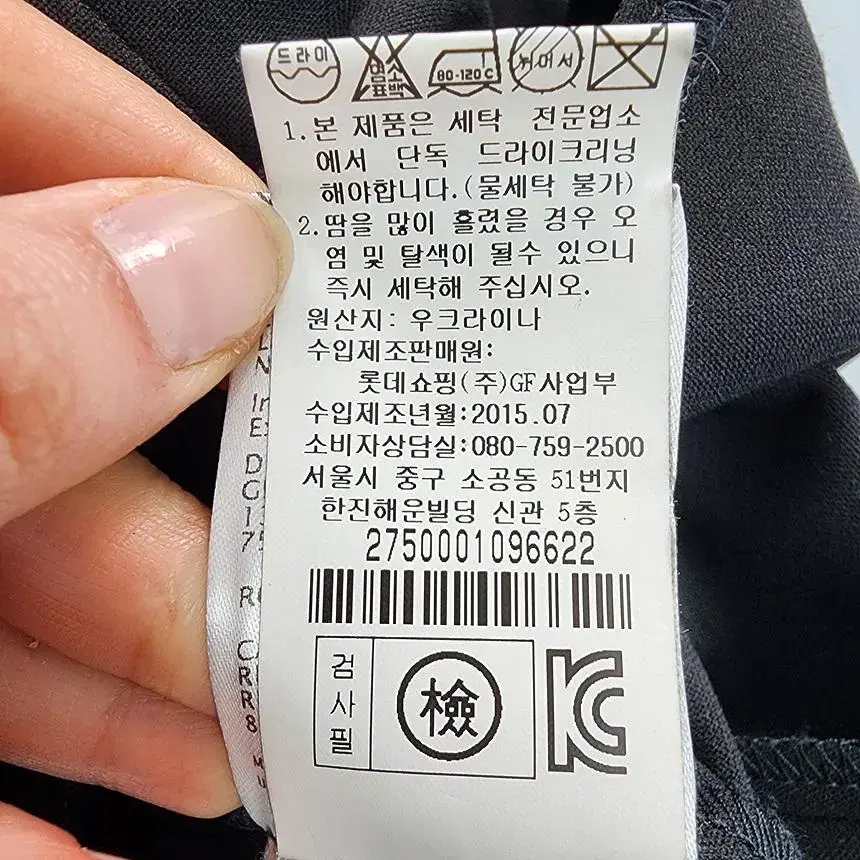 드라이
염소
표백
80-120℃
뉘어서
1.본 제품은 세탁 전문업소
에서 단독 드라이크리닝
해야합니다.(물세탁 불가)
2.땀을 많이 흘렸을 경우 오
염 및 탈색이 될수 있으니
즉시 세탁해 주십시오.
원산지: 우크라이나
수입제조판매원:
롯데쇼핑(주)GF사업부
수입제조년월:2015.07
소비자상담실:080-759-2500
서울시 중구 소공동 51번지
한진해운빌딩 신관 5층
2750001096622
검사필
檢